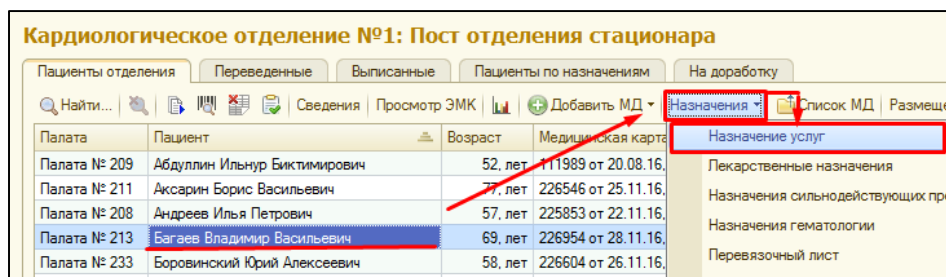 Кардиологическое отделение №1: Пост отделения стационара
Пациенты отделения Переведенные Выписанные Пациенты по назначениям На доработку
Найти... Сведения Просмотр ЭМК Добавить МД Назначения Список МД Размеще
Палата Пациент Возраст Медицинская карта Назначение услуг
Палата № 209 Абдуллин Ильнур Биктимирович 52, лет 111989 от 20.08.16, Лекарственные назначения
Палата № 211 Аксарин Борис Васильевич 77, лет 226546 от 25.11.16, Назначения сильнодействующих пре
Палата № 208 Андреев Илья Петрович 57, лет 225853 от 22.11.16, Назначения гематологии
Палата № 213 Багаев Владимир Васильевич 69, лет 226954 от 28.11.16, Перевязочный лист
Палата № 233 Боровинский Юрий Алексеевич 58, лет 226604 от 26.11.16,